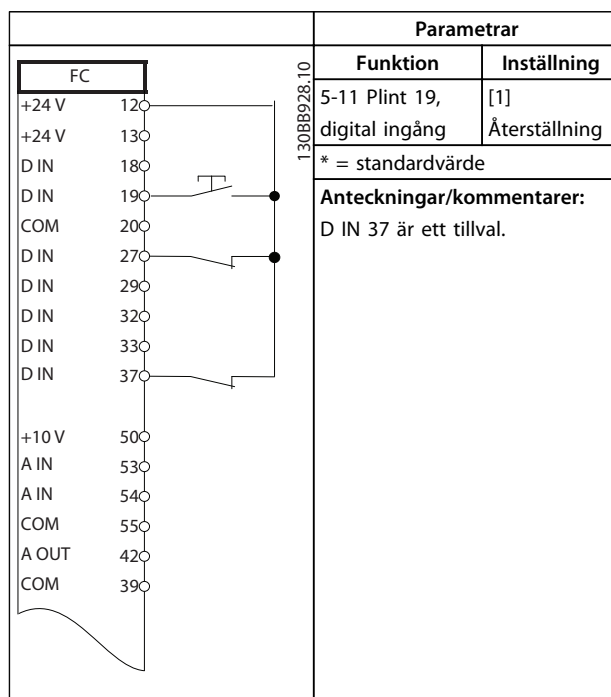 Parametrar
Funktion Inställning
5-11 Plint 19, digital ingång [1] Återställning
* = standardvärde
Anteckningar/kommentarer:
D IN 37 är ett tillval.
130BB928.10
FC
+24 V 12
+24 V 13
D IN 18
D IN 19
COM 20
D IN 27
D IN 29
D IN 32
D IN 33
D IN 37
+10 V 50
A IN 53
A IN 54
COM 55
A OUT 42
COM 39